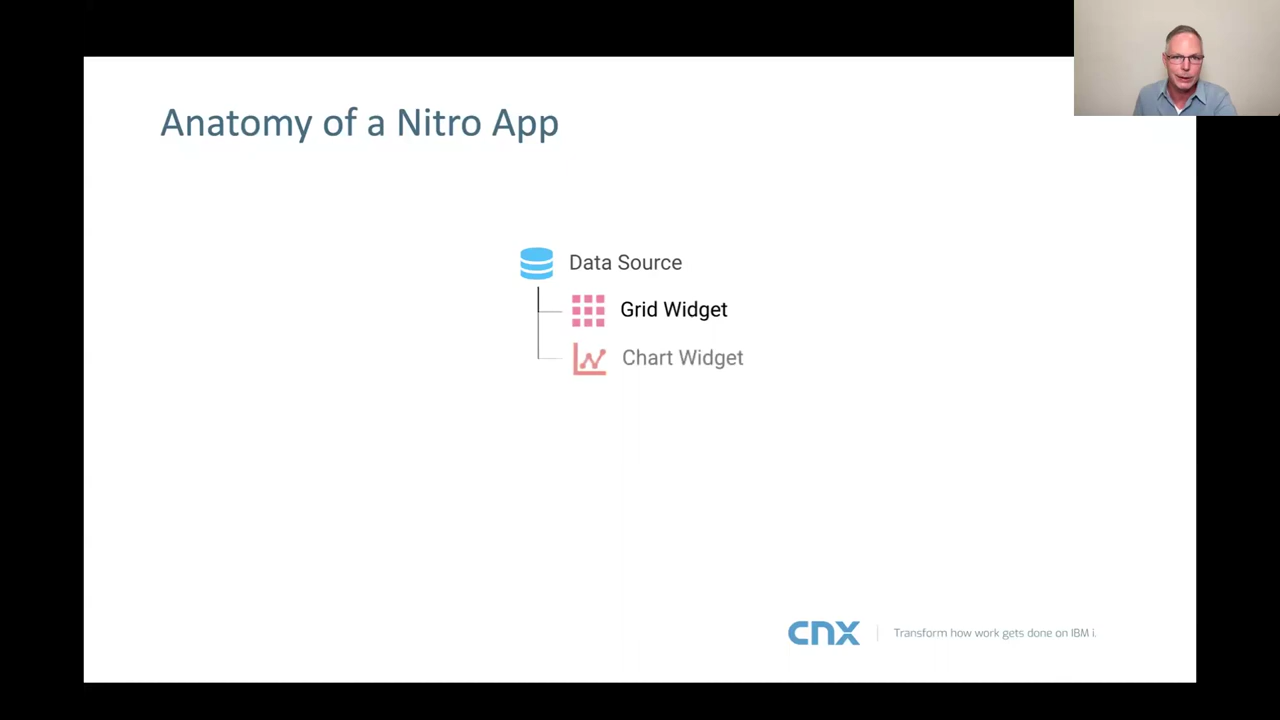 Anatomy of a Nitro App
Data Source
Grid Widget
Chart Widget
cnx Transform how work gets done on IBM i.